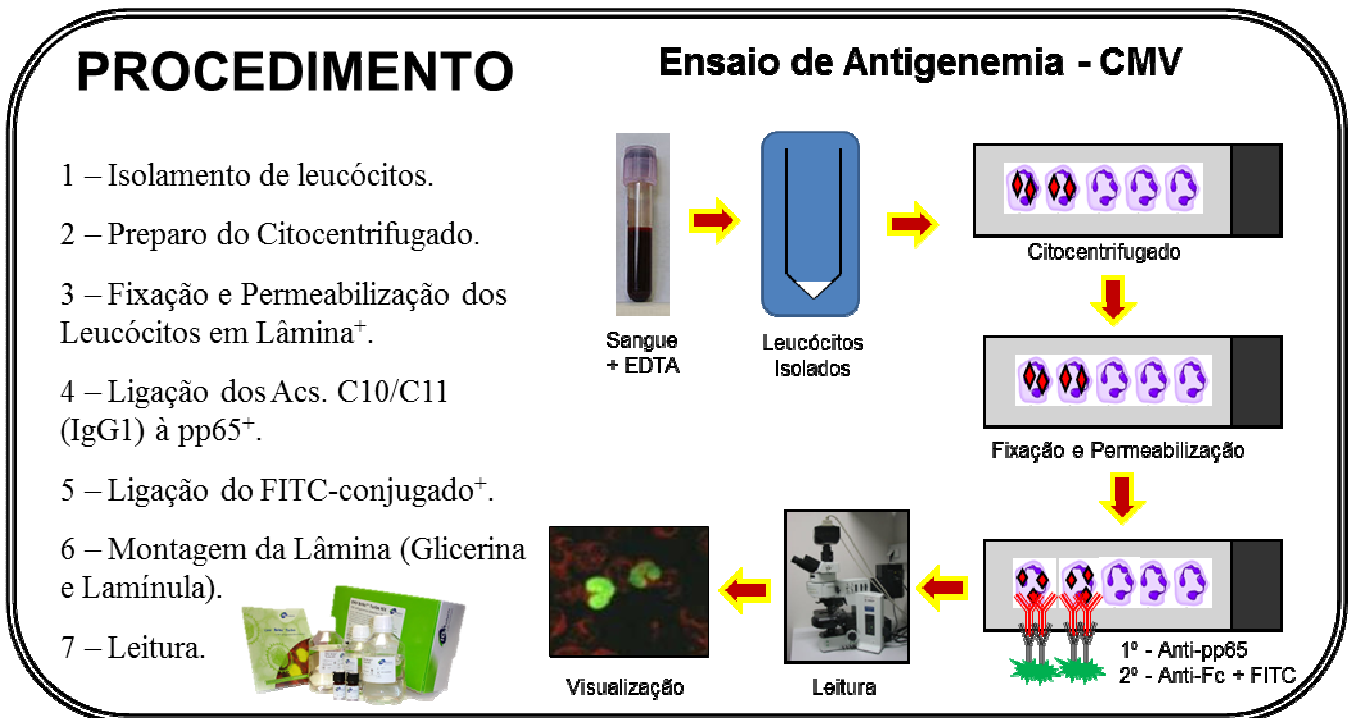 PROCEDIMENTO
1 – Isolamento de leucócitos.
2 – Preparo do Citocentrifugado.
3 – Fixação e Permeabilização dos
Leucócitos em Lâmina⁺.
4 – Ligação dos Acs. C10/C11
(IgG1) à pp65⁺.
5 – Ligação do FITC-conjugado⁺.
6 – Montagem da Lâmina (Glicerina
e Lamínula).
7 – Leitura.
Ensaio de Antigenemia - CMV
Sangue
+ EDTA
Leucócitos
Isolados
Citocentrifugado
Fixação e Permeabilização
1º - Anti-pp65
2º - Anti-Fc + FITC
Leitura
Visualização